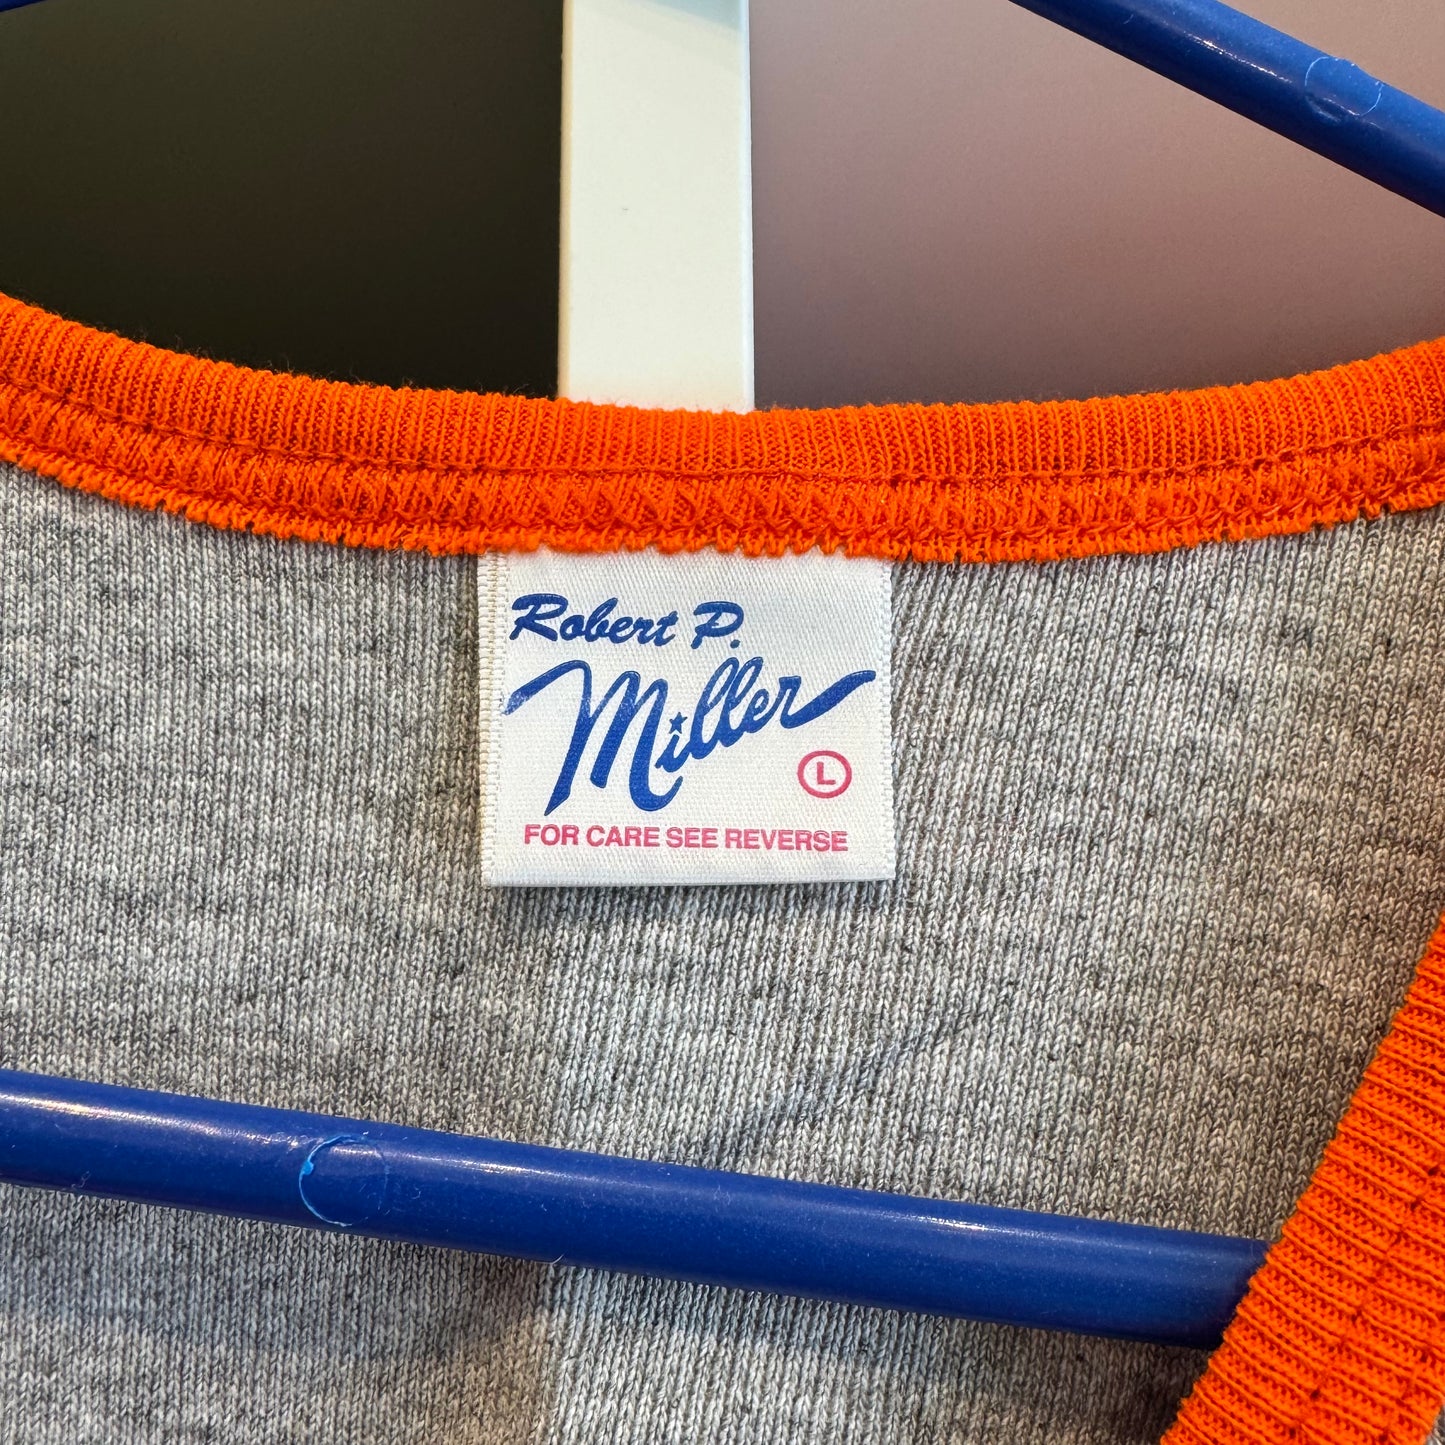 Robert P.
Miller
L
FOR CARE SEE REVERSE